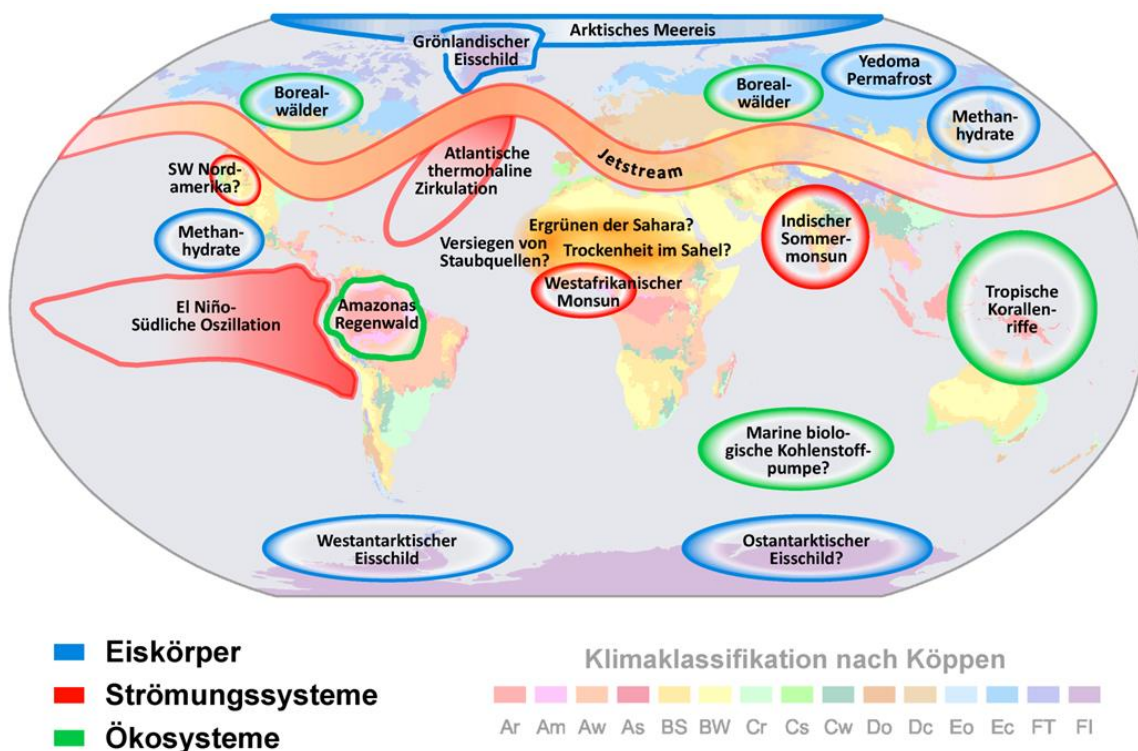 Arktisches Meereis
Grönlandischer
Eisschild
Yedoma
Permafrost
Boreal-
wälder
Boreal-
wälder
Methan-
hydrate
Jetstream
Atlantische
thermohaline
Zirkulation
SW Nord-
amerika?
Methan-
hydrate
Ergrünen der Sahara?
Versiegen von
Staubquellen?
Trockenheit im Sahel?
Indischer
Sommer-
monsun
Westafrikanischer
Monsun
El Niño-
Südliche Oszillation
Amazonas
Regenwald
Tropische
Korallen-
riffe
Marine biolo-
gische Kohlenstoff-
pumpe?
Westantarktischer
Eisschild
Ostantarktischer
Eisschild?
Eiskörper
Strömungssysteme
Ökosysteme
Klimaklassifikation nach Köppen
Ar Am Aw As BS BW Cr Cs Cw Do Dc Eo Ec FT FI